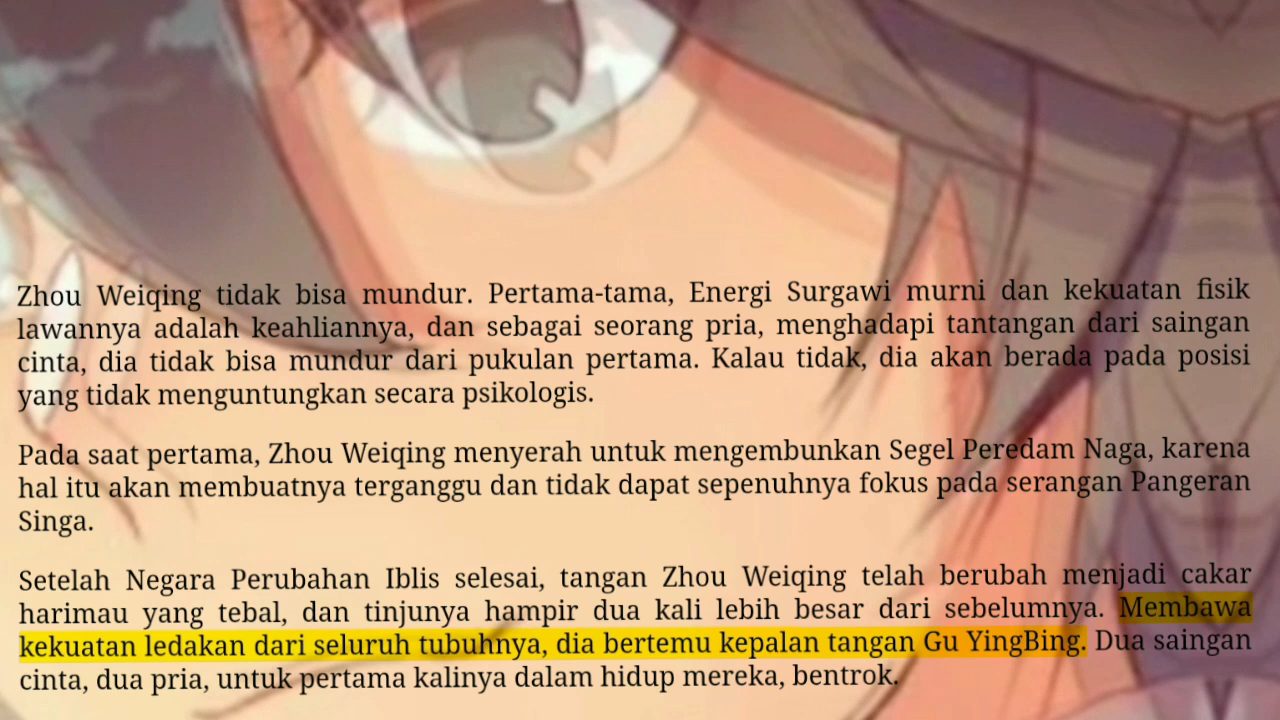 Zhou Weiqing tidak bisa mundur. Pertama-tama, Energi Surgawi murni dan kekuatan fisik
lawannya adalah keahliannya, dan sebagai seorang pria, menghadapi tantangan dari saingan
cinta, dia tidak bisa mundur dari pukulan pertama. Kalau tidak, dia akan berada pada posisi
yang tidak menguntungkan secara psikologis.
Pada saat pertama, Zhou Weiqing menyerah untuk mengembunkan Segel Peredam Naga, karena
hal itu akan membuatnya terganggu dan tidak dapat sepenuhnya fokus pada serangan Pangeran
Singa.
Setelah Negara Perubahan Iblis selesai, tangan Zhou Weiqing telah berubah menjadi cakar
harimau yang tebal, dan tinjunya hampir dua kali lebih besar dari sebelumnya. Membawa
kekuatan ledakan dari seluruh tubuhnya, dia bertemu kepalan tangan Gu YingBing. Dua saingan
cinta, dua pria, untuk pertama kalinya dalam hidup mereka, bentrok.